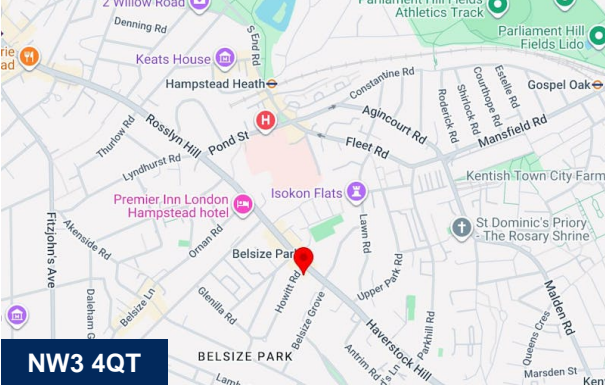 2 Willow Road
Parliament Hill Fields
Athletics Track
Denning Rd
S End Rd
Parliament Hill
Fields Lido
Keats House
Hampstead Heath
Constantine Rd
Estelle Rd
Courthope Rd
Shirlock Rd
Roderick Rd
Gospel Oak
Agincourt Rd
Rosslyn Hill
Thurlow Rd
Pond St
H
Fleet Rd
Mansfield Rd
Lyndhurst Rd
Kentish Town City Farm
Premier Inn London
Hampstead hotel
Isokon Flats
Fitzjohn's Ave
Akenside Rd
Ornan Rd
Lawn Rd
St Dominic's Priory
- The Rosary Shrine
Belsize Park
Upper Park Rd
Howitt Rd
Glenilla Rd
Belsize Ln
Belsize Grove
Haverstock Hill
Malden Rd
Parkhill Rd
Queens Cres
Antrim Rd
BELSIZE PARK
Marsden St
NW3 4QT